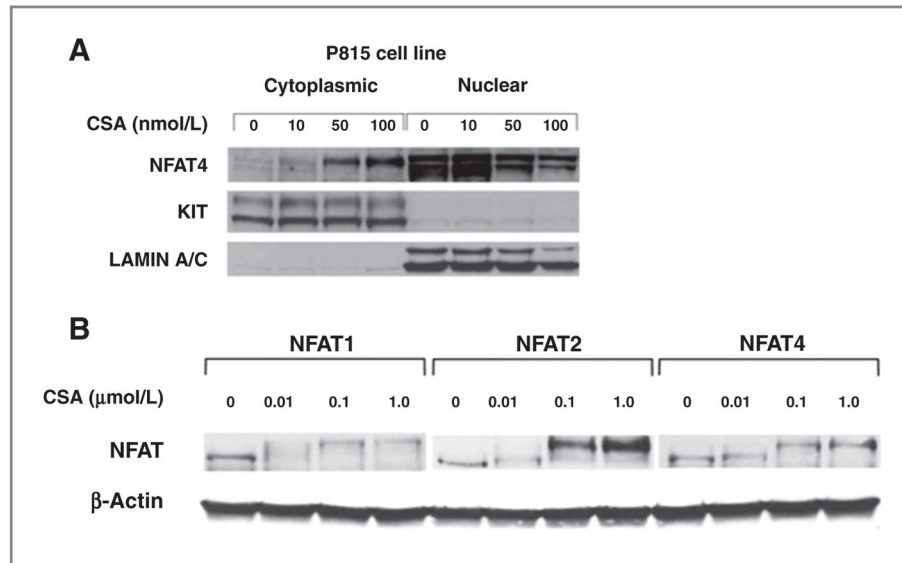 A
P815 cell line
Cytoplasmic Nuclear
CSA (nmol/L) 0 10 50 100 0 10 50 100
NFAT4
KIT
LAMIN A/C
B
NFAT1 NFAT2 NFAT4
CSA (μmol/L) 0 0.01 0.1 1.0 0 0.01 0.1 1.0 0 0.01 0.1 1.0
NFAT
β-Actin